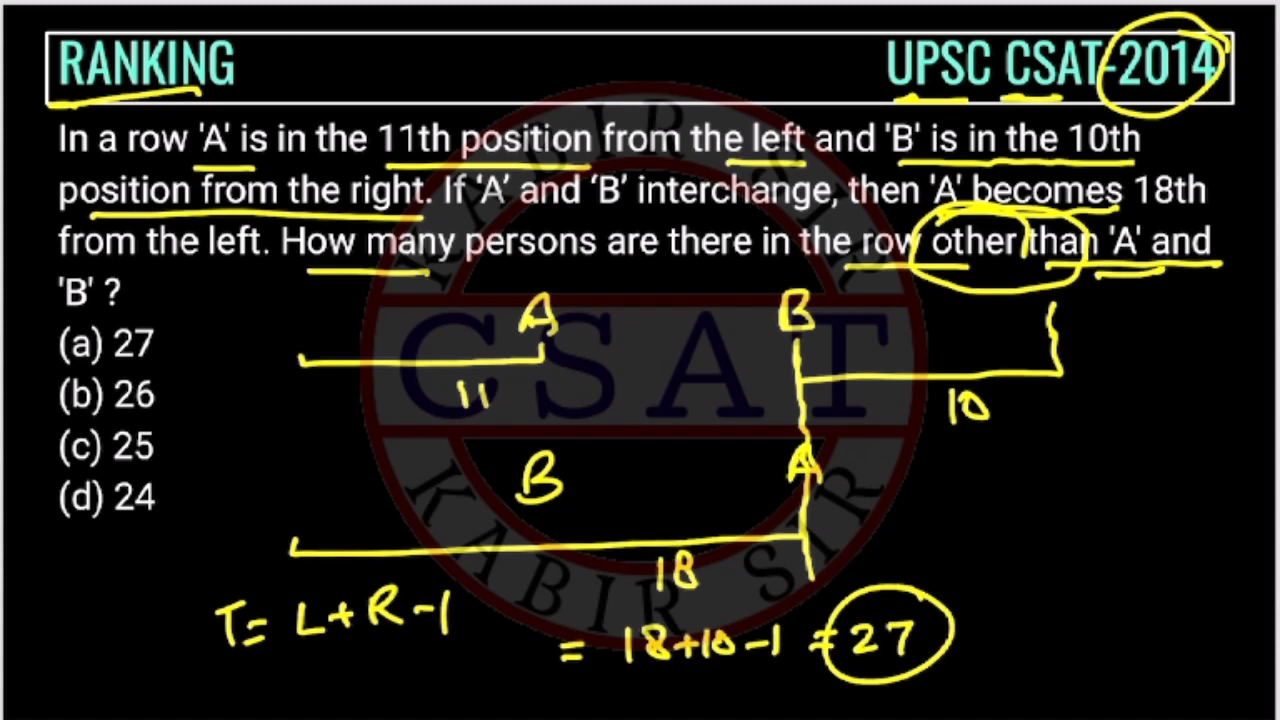 RANKING
UPSC CSAT-2014
In a row 'A' is in the 11th position from the left and 'B' is in the 10th
position from the right. If ‘A’ and ‘B’ interchange, then 'A' becomes 18th
from the left. How many persons are there in the row other than 'A' and
'B' ?
(a) 27
(b) 26
(c) 25
(d) 24
A
B
11
10
B
A
18
T= L+R-1
= 18+10-1 = 27
KABIR SIR
CSAT
KABIR SIR